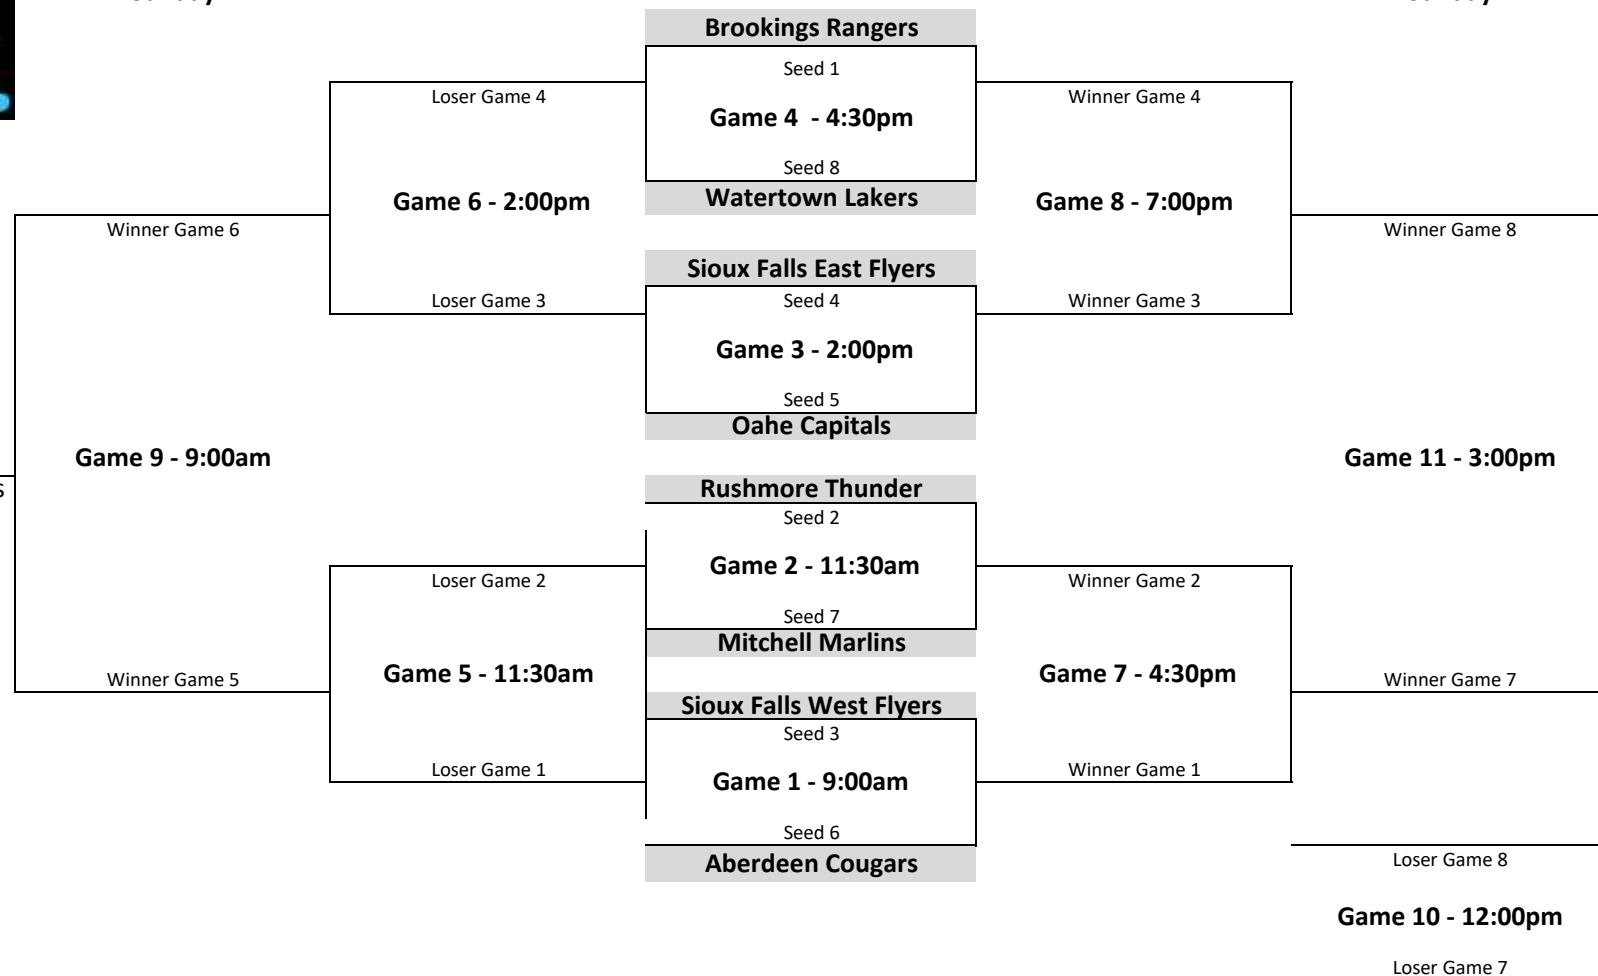 Brookings Rangers
Seed 1
Loser Game 4
Winner Game 4
Game 4 - 4:30pm
Seed 8
Game 6 - 2:00pm
Watertown Lakers
Game 8 - 7:00pm
Winner Game 6
Winner Game 8
Sioux Falls East Flyers
Loser Game 3
Seed 4
Winner Game 3
Game 3 - 2:00pm
Seed 5
Oahe Capitals
Game 9 - 9:00am
Game 11 - 3:00pm
Rushmore Thunder
Seed 2
Game 2 - 11:30am
Loser Game 2
Winner Game 2
Seed 7
Mitchell Marlins
Game 5 - 11:30am
Game 7 - 4:30pm
Winner Game 5
Winner Game 7
Sioux Falls West Flyers
Seed 3
Loser Game 1
Game 1 - 9:00am
Winner Game 1
Seed 6
Aberdeen Cougars
Loser Game 8
Game 10 - 12:00pm
Loser Game 7